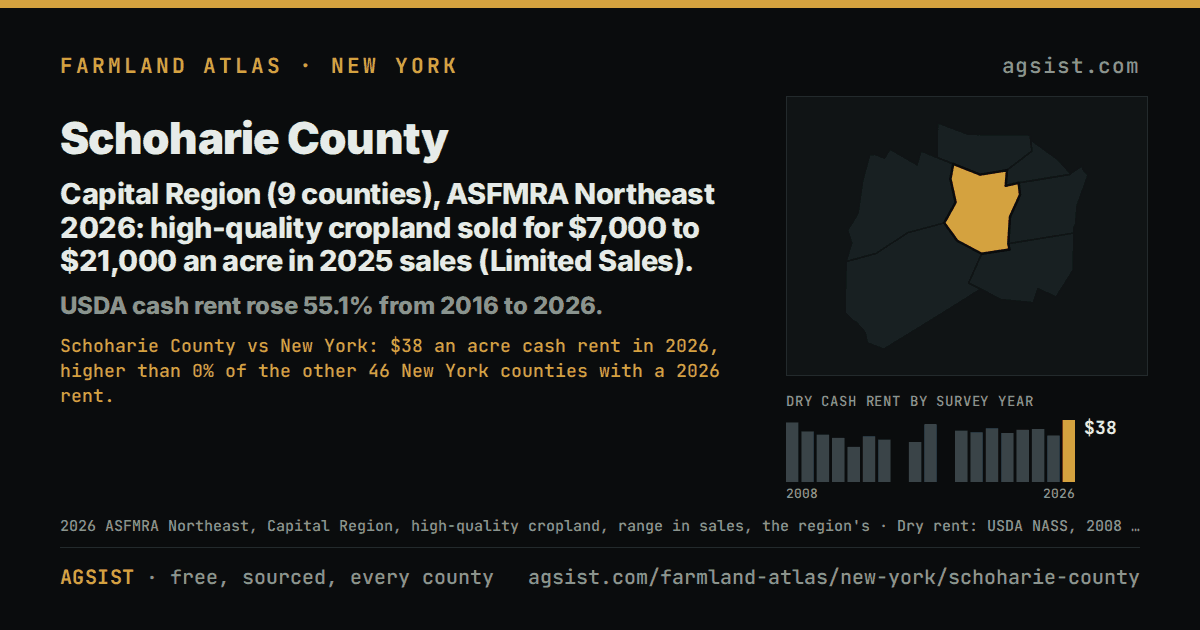 FARMLAND ATLAS · NEW YORK
agsist.com
Schoharie County
Capital Region (9 counties), ASFMRA Northeast
2026: high-quality cropland sold for $7,000 to
$21,000 an acre in 2025 sales (Limited Sales).
USDA cash rent rose 55.1% from 2016 to 2026.
Schoharie County vs New York: $38 an acre cash rent in 2026,
higher than 0% of the other 46 New York counties with a 2026
rent.
DRY CASH RENT BY SURVEY YEAR
$38
2008
2026
2026 ASFMRA Northeast, Capital Region, high-quality cropland, range in sales, the region's · Dry rent: USDA NASS, 2008 …
AGSIST · free, sourced, every county
agsist.com/farmland-atlas/new-york/schoharie-county